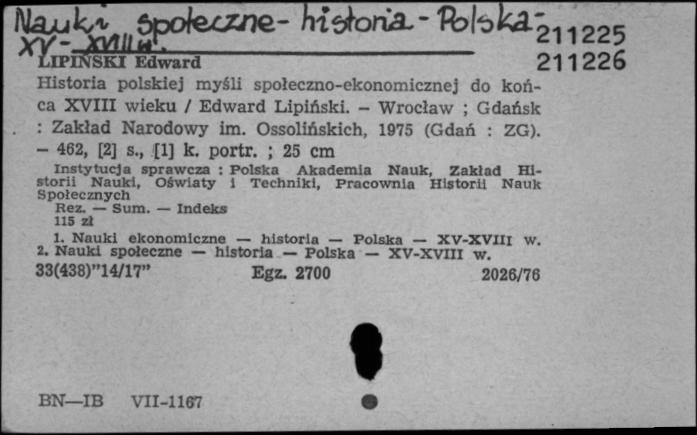 Nauki społeczne - historia - Polska -
XV - XVIII w.
211225
211226
LIPIŃSKI Edward
Historia polskiej myśli społeczno-ekonomicznej do koń-
ca XVIII wieku / Edward Lipiński. — Wrocław ; Gdańsk
: Zakład Narodowy im. Ossolińskich, 1975 (Gdań : ZG).
— 462, [2] s., [1] k. portr. ; 25 cm
Instytucja sprawcza : Polska Akademia Nauk, Zakład Hi-
storii Nauki, Oświaty i Techniki, Pracownia Historii Nauk
Społecznych
Rez. — Sum. — Indeks
115 zł
1. Nauki ekonomiczne — historia — Polska — XV-XVIII w.
2. Nauki społeczne — historia — Polska — XV-XVIII w.
33(438)"14/17" Egz. 2700 2026/76
BN—IB VII-1167